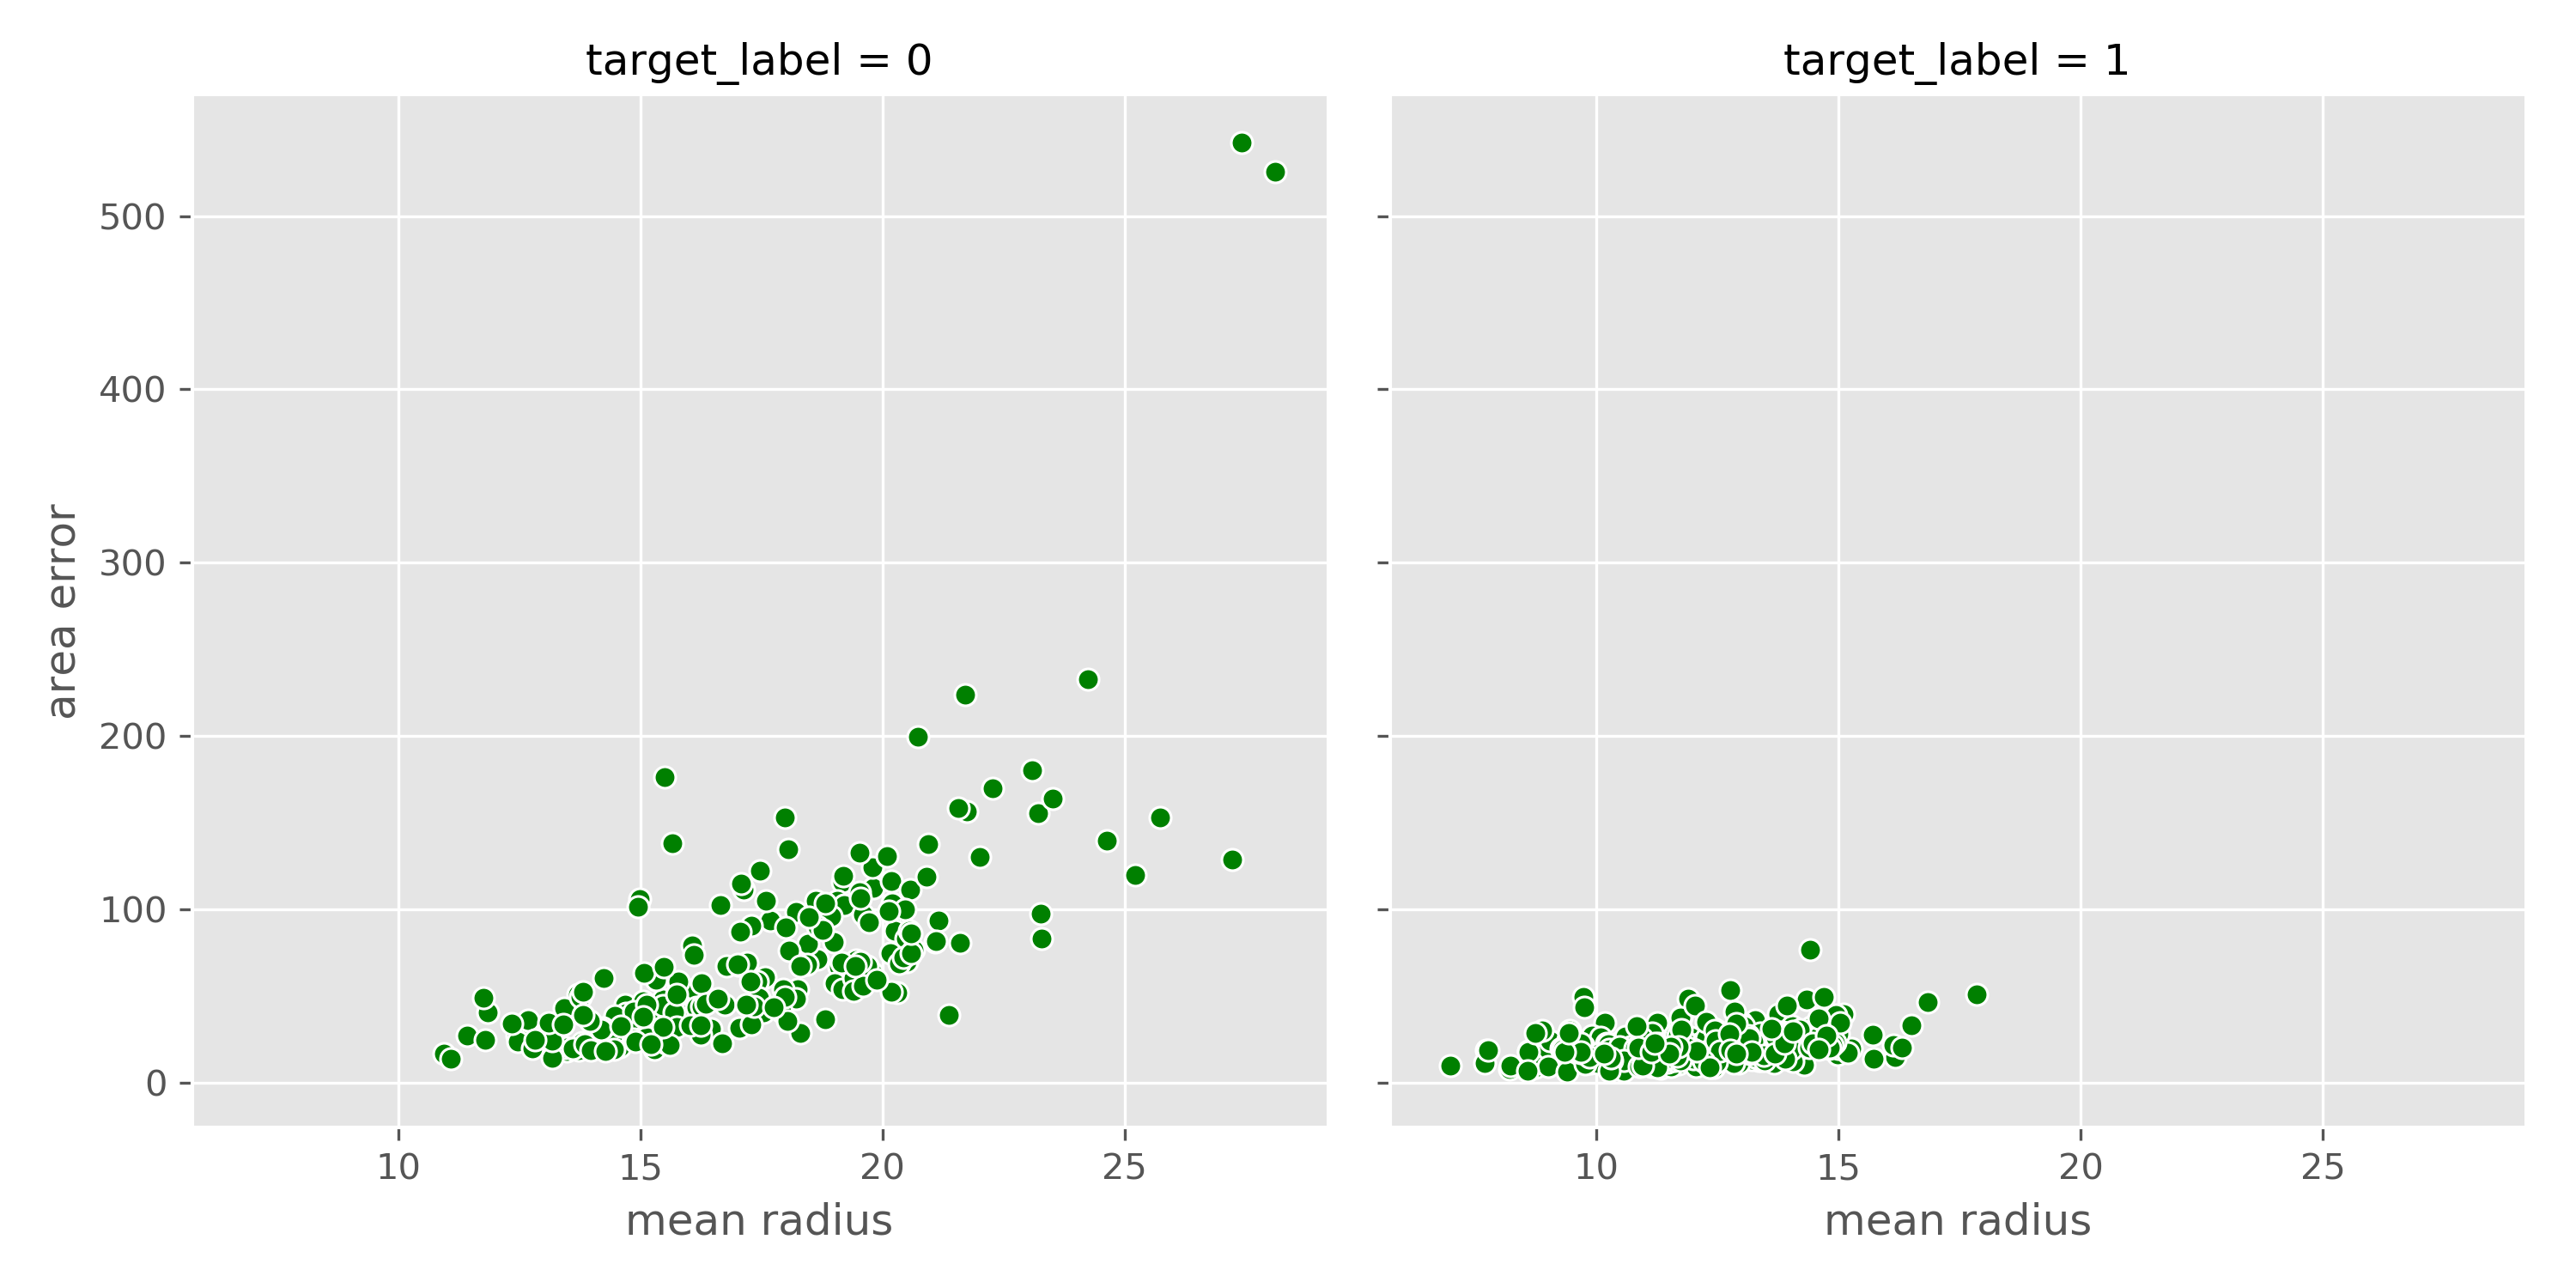 target_label = 0
target_label = 1
area error
500
400
300
200
100
0
10 15 20 25
10 15 20 25
mean radius
mean radius